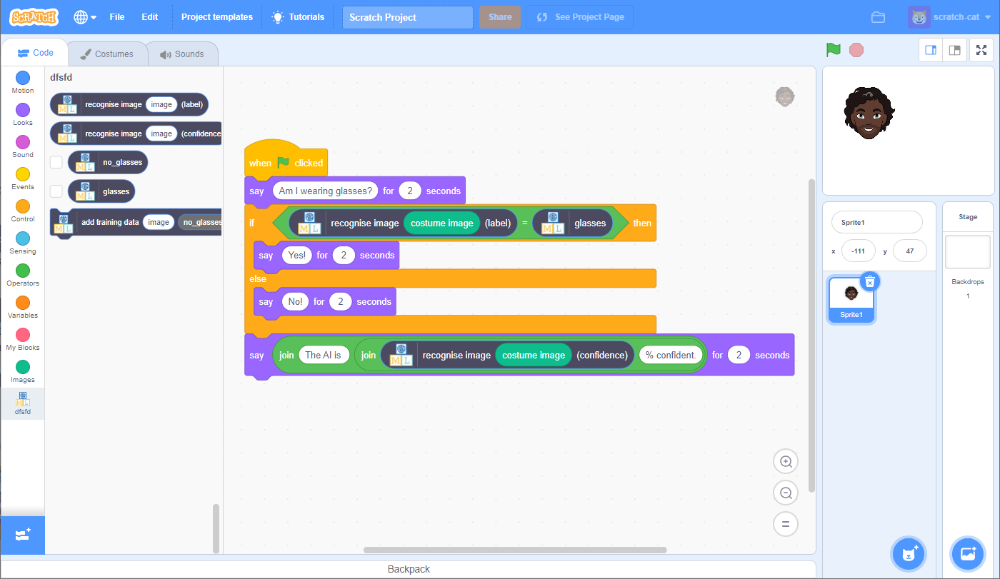 SCRATCH File Edit Project templates Tutorials Scratch Project Share See Project Page scratch-cat
Code Costumes Sounds
dfsfd
Motion
Looks
Sound
Events
Control
Sensing
Operators
Variables
My Blocks
Images
dfsfd
ML recognise image image (label)
ML recognise image image (confidence
ML no_glasses
ML glasses
ML add training data image no_glasses
when clicked
say Am I wearing glasses? for 2 seconds
if ML recognise image costume image (label) = ML glasses then
say Yes! for 2 seconds
else
say No! for 2 seconds
say join The AI is join ML recognise image costume image (confidence) % confident. for 2 seconds
Sprite1
x -111 y 47
Sprite1
Stage
Backdrops
1
Backpack